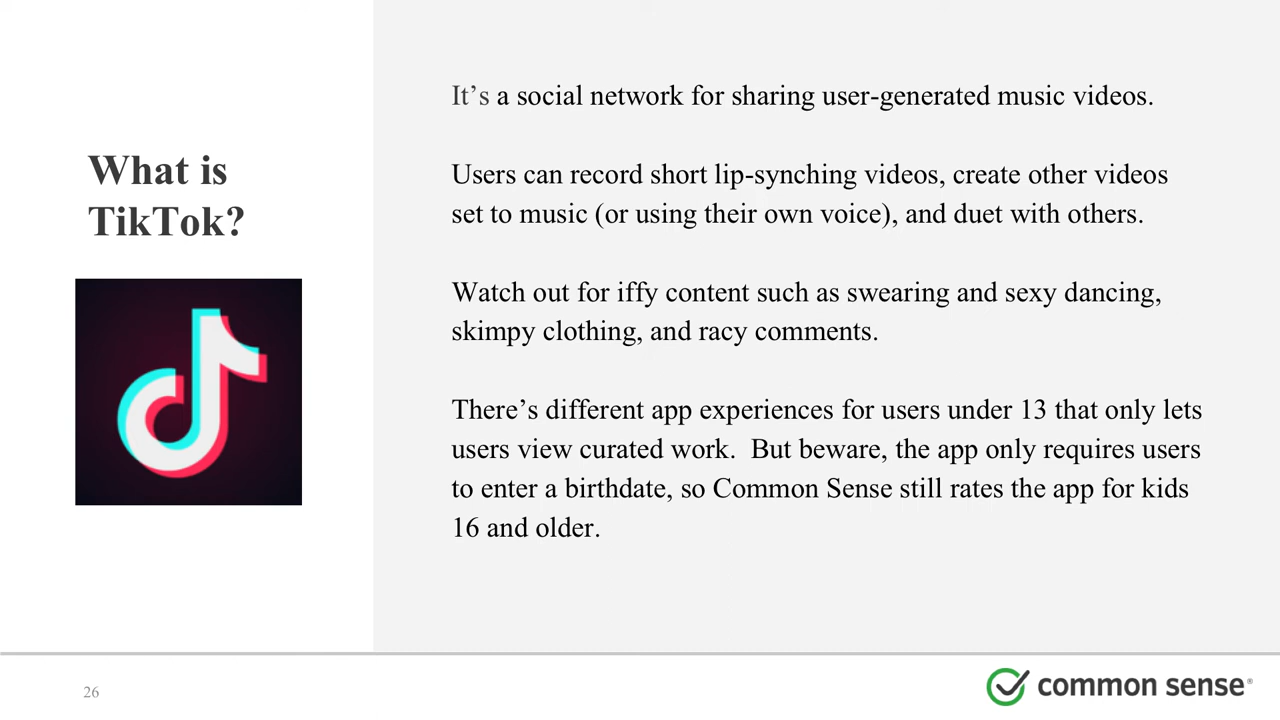 What is
TikTok?
It’s a social network for sharing user-generated music videos.
Users can record short lip-synching videos, create other videos
set to music (or using their own voice), and duet with others.
Watch out for iffy content such as swearing and sexy dancing,
skimpy clothing, and racy comments.
There’s different app experiences for users under 13 that only lets
users view curated work.  But beware, the app only requires users
to enter a birthdate, so Common Sense still rates the app for kids
16 and older.
26
common sense®